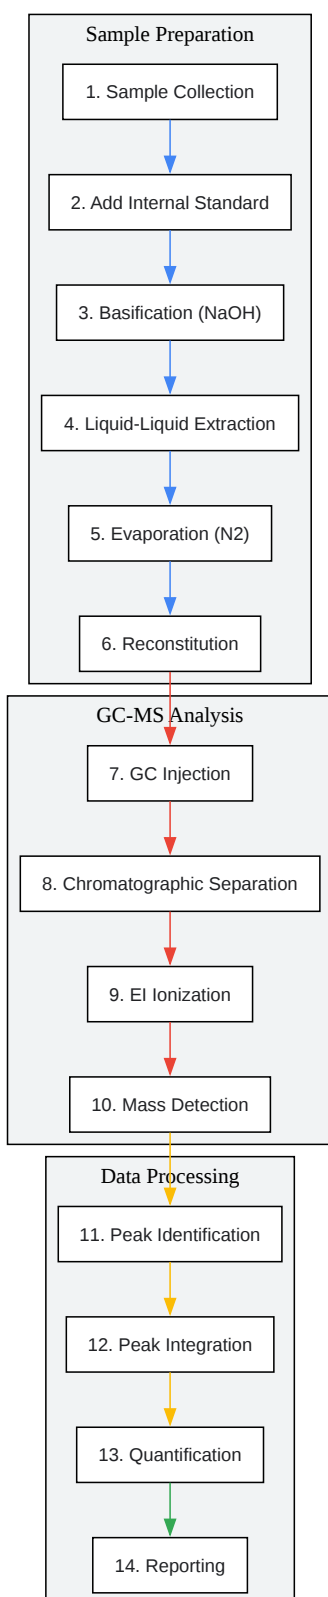 Sample Preparation
1. Sample Collection
2. Add Internal Standard
3. Basification (NaOH)
4. Liquid-Liquid Extraction
5. Evaporation (N2)
6. Reconstitution
GC-MS Analysis
7. GC Injection
8. Chromatographic Separation
9. EI Ionization
10. Mass Detection
Data Processing
11. Peak Identification
12. Peak Integration
13. Quantification
14. Reporting